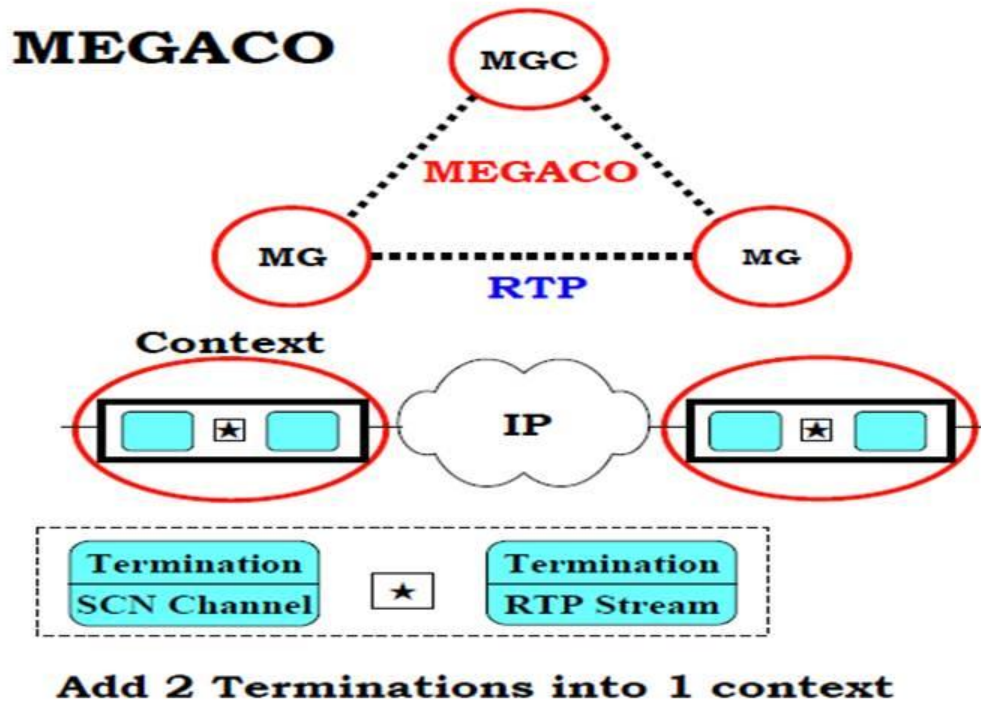 MEGACO
MGC
MEGACO
MG
MG
RTP
Context
IP
Termination
SCN Channel
Termination
RTP Stream
Add 2 Terminations into 1 context